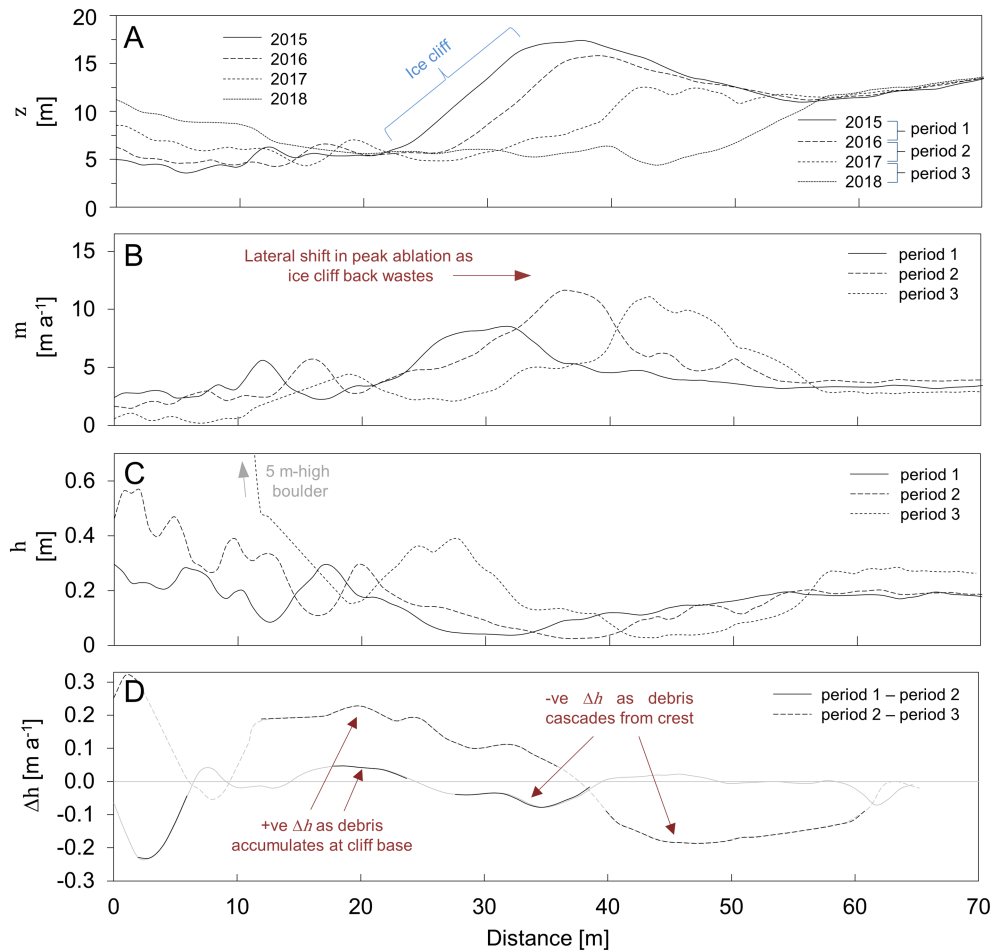 A
20
15
10
5
0
z
[m]
2015
2016
2017
2018
Ice cliff
2015
2016
2017
2018
period 1
period 2
period 3
B
15
10
5
0
m
[m a-1]
Lateral shift in peak ablation as
ice cliff back wastes
period 1
period 2
period 3
C
0.6
0.4
0.2
0
h
[m]
5 m-high
boulder
period 1
period 2
period 3
D
0.3
0.2
0.1
0.0
-0.1
-0.2
-0.3
Δh [m a-1]
-ve Δh as debris
cascades from crest
period 1 – period 2
period 2 – period 3
+ve Δh as debris
accumulates at cliff base
0 10 20 30 40 50 60 70
Distance [m]